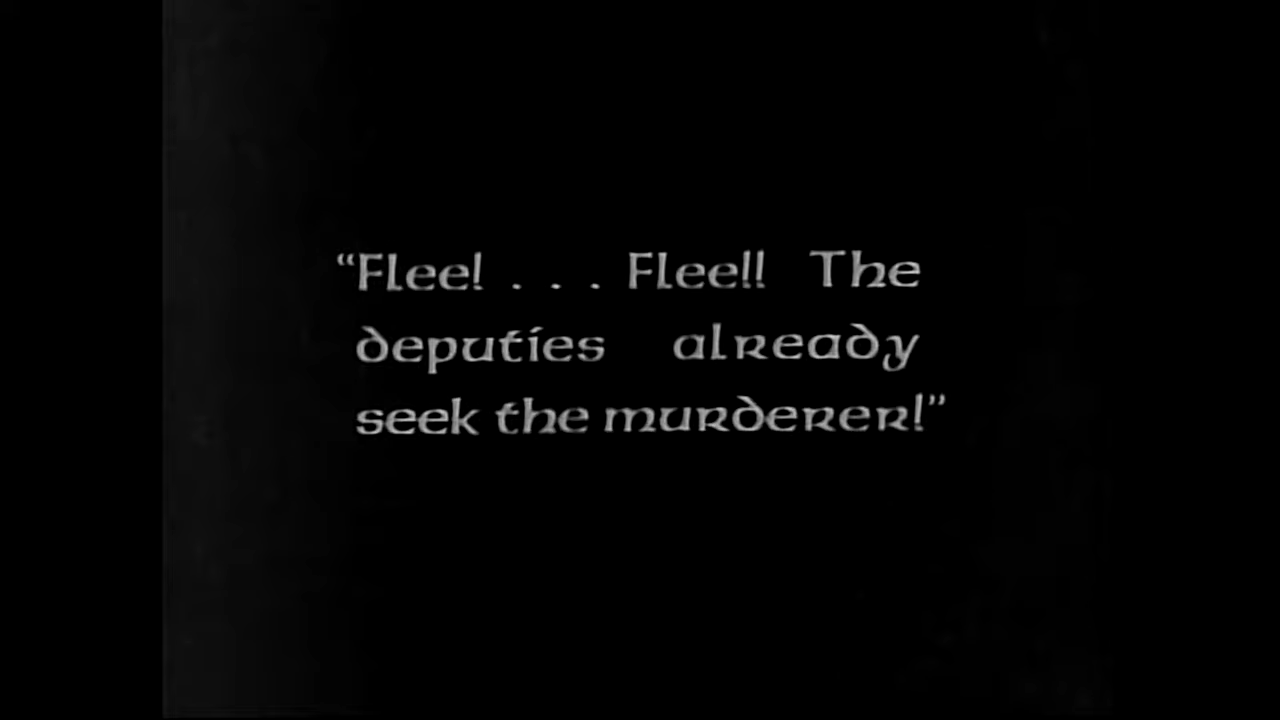 “Flee! . . . Flee!! The
deputies already
seek the murderer!”